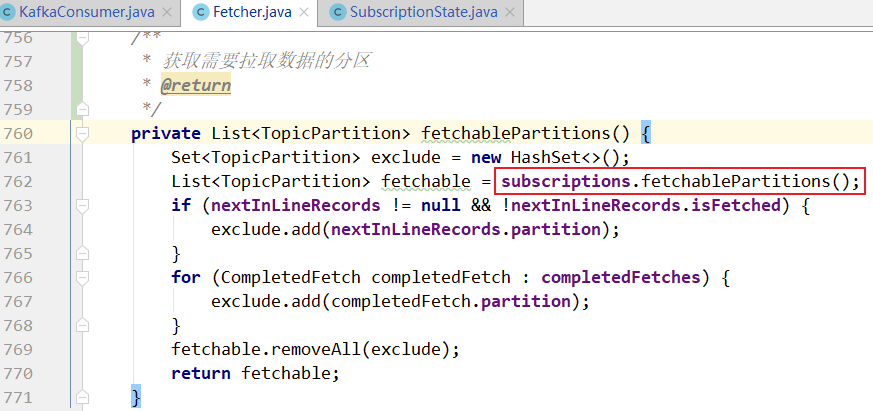 KafkaConsumer.java × Fetcher.java × SubscriptionState.java ×
756 /**
757 * 获取需要拉取数据的分区
758 * @return
759 */
760 private List<TopicPartition> fetchablePartitions() {
761 Set<TopicPartition> exclude = new HashSet<>();
762 List<TopicPartition> fetchable = subscriptions.fetchablePartitions();
763 if (nextInLineRecords != null && !nextInLineRecords.isFetched) {
764 exclude.add(nextInLineRecords.partition);
765 }
766 for (CompletedFetch completedFetch : completedFetches) {
767 exclude.add(completedFetch.partition);
768 }
769 fetchable.removeAll(exclude);
770 return fetchable;
771 }